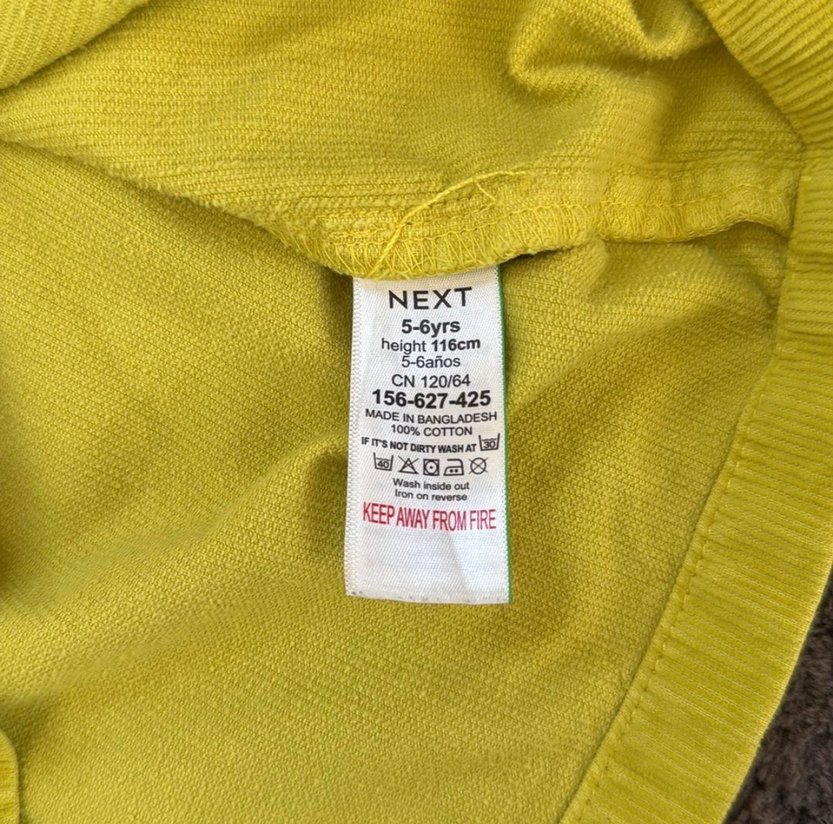 NEXT
5-6yrs
height 116cm
5-6años
CN 120/64
156-627-425
MADE IN BANGLADESH
100% COTTON
IF IT'S NOT DIRTY WASH AT 30
40
Wash inside out
Iron on reverse
KEEP AWAY FROM FIRE